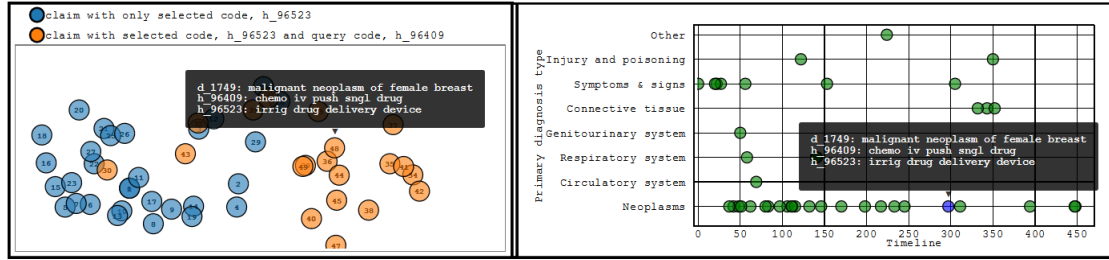 claim with only selected code, h_96523
claim with selected code, h_96523 and query code, h_96409
d_1749: malignant neoplasm of female breast
h_96409: chemo iv push sngl drug
h_96523: irrig drug delivery device
20
18
26
29
48
43
36
16
30
44
42
15
23
11
2
5
7
6
17
9
4
45
38
40
8
47
Primary diagnosis type
Other
Injury and poisoning
Symptoms & signs
Connective tissue
Genitourinary system
Respiratory system
Circulatory system
Neoplasms
d_1749: malignant neoplasm of female breast
h_96409: chemo iv push sngl drug
h_96523: irrig drug delivery device
0 50 100 150 200 250 300 350 400 450
Timeline